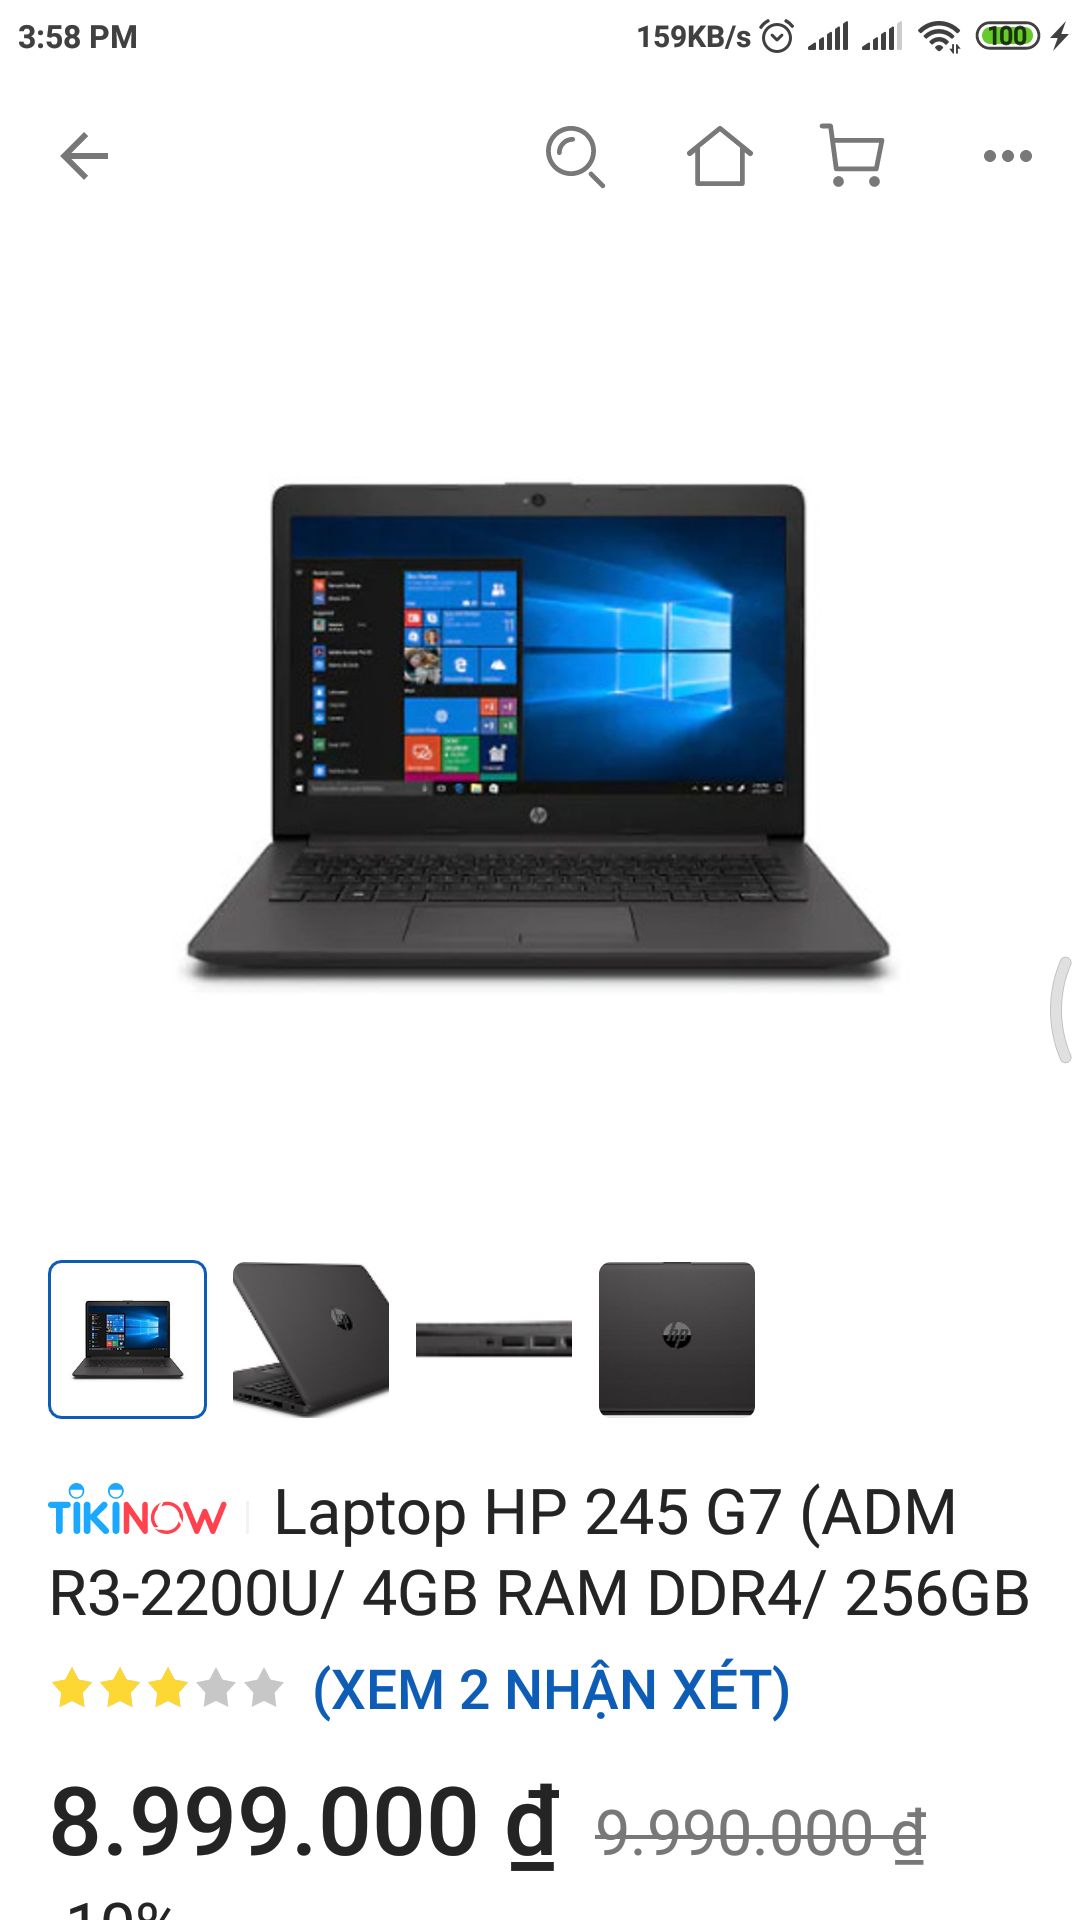 3:58 PM 159KB/s 100
TIKINOW Laptop HP 245 G7 (ADM
R3-2200U/ 4GB RAM DDR4/ 256GB
(XEM 2 NHẬN XÉT)
8.999.000 ₫ 9.990.000 ₫
-10%